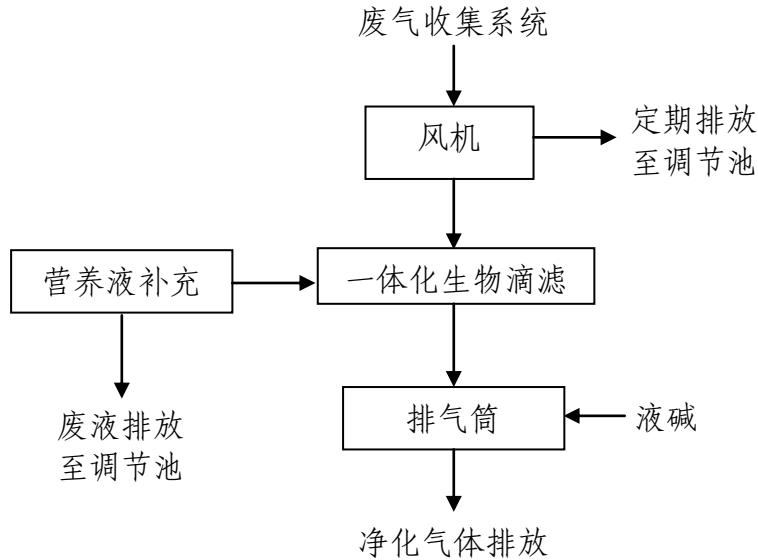 废气收集系统
风机
定期排放
至调节池
营养液补充
一体化生物滴滤
废液排放
至调节池
排气筒
液碱
净化气体排放